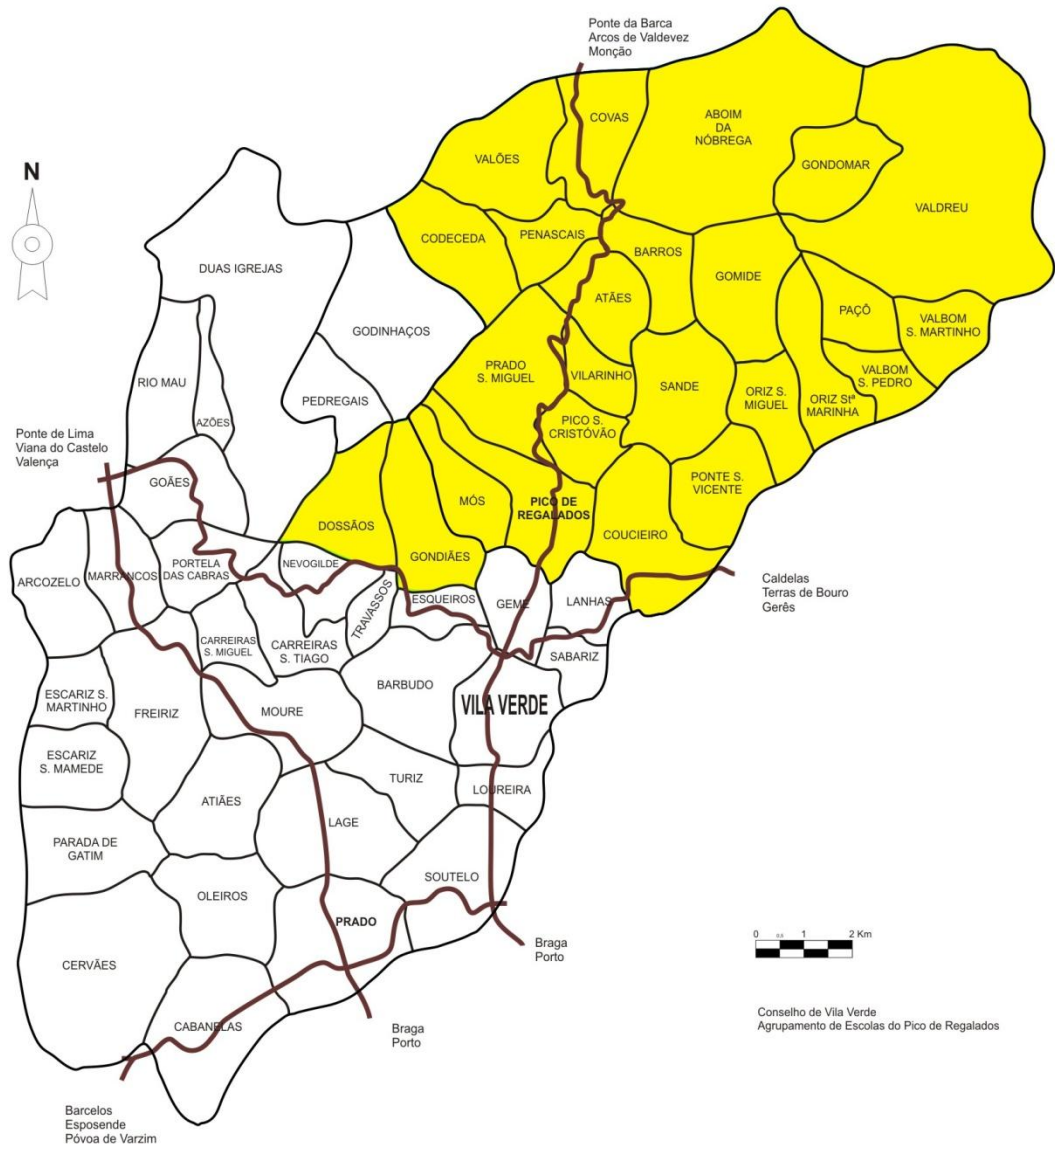 Ponte da Barca
Arcos de Valdevez
Monção
COVAS
ABOIM
DA
NÓBREGA
VALÕES
GONDOMAR
N
VALDREU
CODECEDA
PENASCAIS
BARROS
DUAS IGREJAS
GOMIDE
ATÃES
PAÇÔ
VALBOM
S. MARTINHO
GODINHAÇOS
PRADO
S. MIGUEL
VILARINHO
SANDE
VALBOM
S. PEDRO
RIO MAU
ORIZ S.
MIGUEL
ORIZ Stª
MARINHA
PEDREGAIS
AZÕES
PICO S.
CRISTÓVÃO
Ponte de Lima
Viana do Castelo
Valença
GOÃES
MÓS
PICO DE
REGALADOS
PONTE S.
VICENTE
DOSSÃOS
COUCIEIRO
GONDIÃES
ARCOZELO
MARRANCOS
PORTELA
DAS CABRAS
NEVOGILDE
TRAVASSOS
ESQUEIROS
GEME
LANHAS
Caldelas
Terras de Bouro
Gerês
CARREIRAS
S. MIGUEL
CARREIRAS
S. TIAGO
SABARIZ
BARBUDO
ESCARIZ S.
MARTINHO
FREIRIZ
MOURE
VILA VERDE
ESCARIZ
S. MAMEDE
TURIZ
LOUREIRA
ATIÃES
LAGE
PARADA DE
GATIM
OLEIROS
SOUTELO
PRADO
CERVÃES
Braga
Porto
0 0,5 1 2 Km
Conselho de Vila Verde
Agrupamento de Escolas do Pico de Regalados
CABANELAS
Braga
Porto
Barcelos
Esposende
Póvoa de Varzim